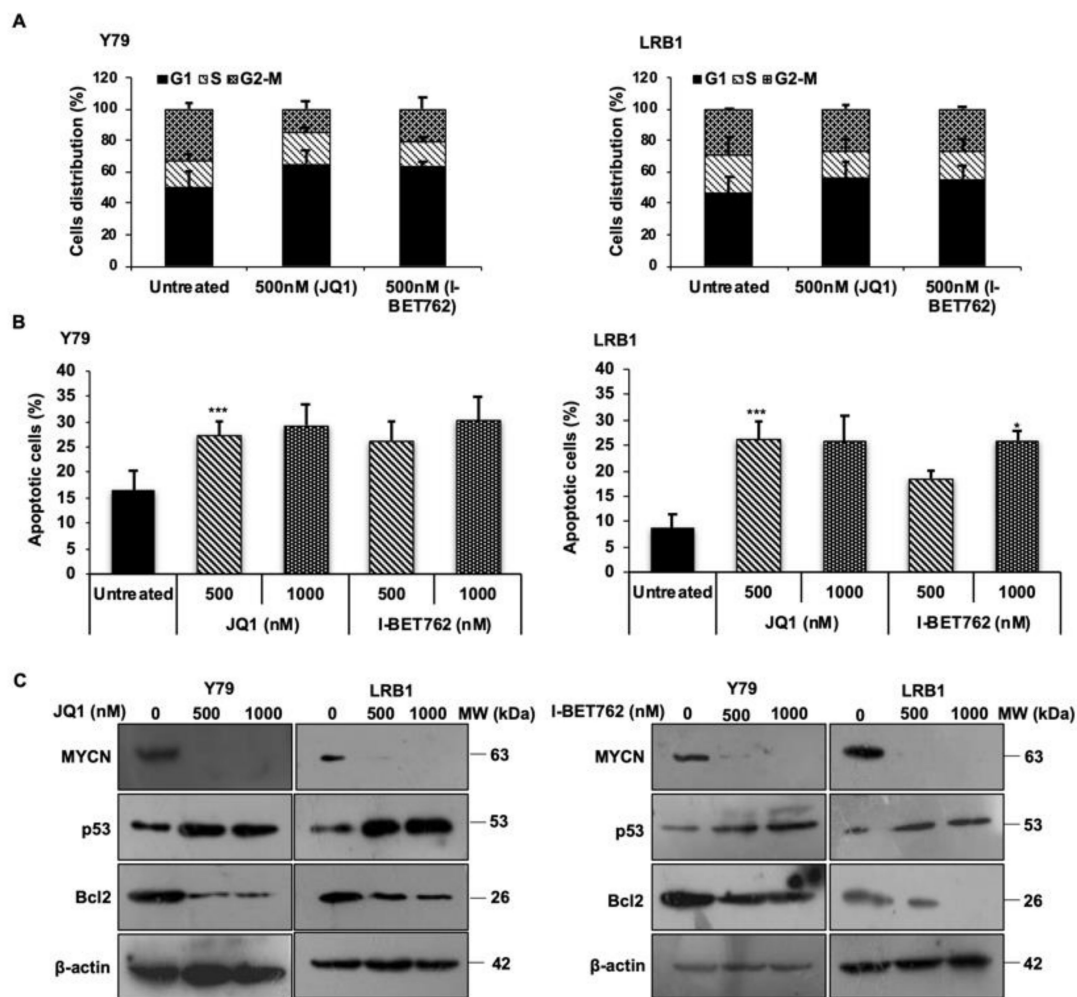 A
Y79
LRB1
G1 S G2-M
G1 S G2-M
Cells distribution (%)
120
100
80
60
40
20
0
Untreated 500nM (JQ1) 500nM (I-
BET762)
Cells distribution (%)
120
100
80
60
40
20
0
Untreated 500nM (JQ1) 500nM (I-
BET762)
B
Y79
Apoptotic cells (%)
40
35
30
25
20
15
10
5
0
***
Untreated 500 1000 500 1000
JQ1 (nM) I-BET762 (nM)
LRB1
Apoptotic cells (%)
40
35
30
25
20
15
10
5
0
*** *
Untreated 500 1000 500 1000
JQ1 (nM) I-BET762 (nM)
C
Y79 LRB1
JQ1 (nM) 0 500 1000 0 500 1000 MW (kDa)
MYCN 63
p53 53
Bcl2 26
β-actin 42
Y79 LRB1
I-BET762 (nM) 0 500 1000 0 500 1000 MW (kDa)
MYCN 63
p53 53
Bcl2 26
β-actin 42